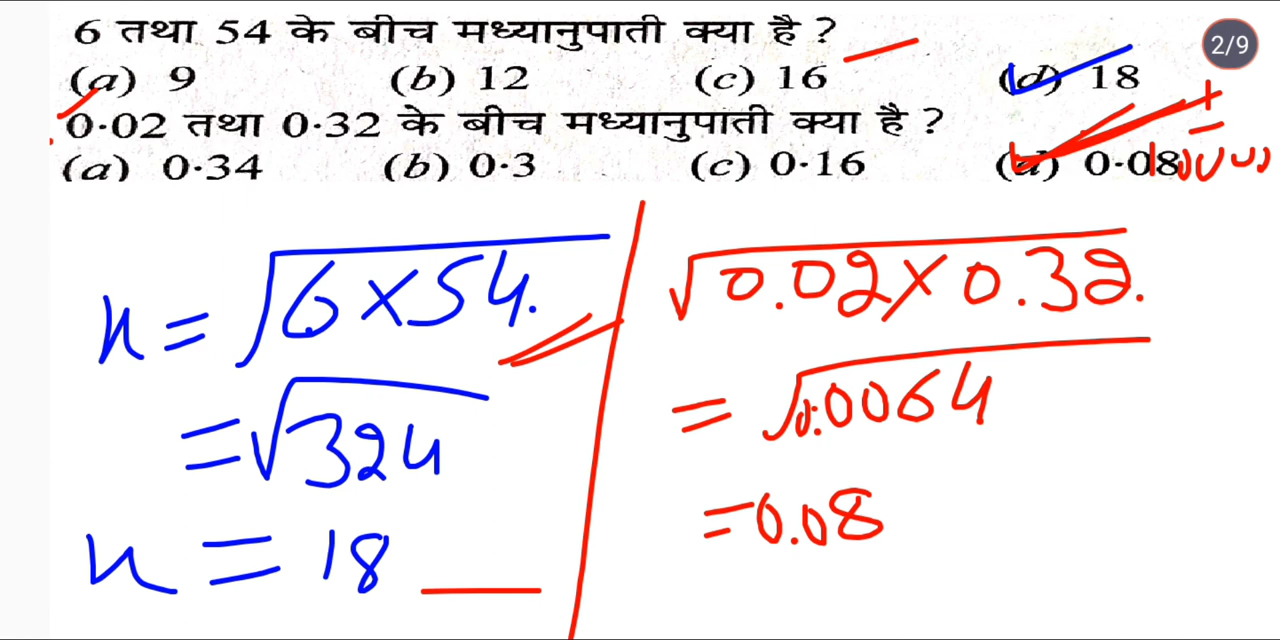 2/9
6 तथा 54 के बीच मध्यानुपाती क्या है ?
(a) 9 (b) 12 (c) 16 (d) 18
0·02 तथा 0·32 के बीच मध्यानुपाती क्या है ?
(a) 0·34 (b) 0·3 (c) 0·16 (d) 0·08
x = √6×54.
= √324
x = 18
√0.02×0.32.
= √0.0064
=0.08